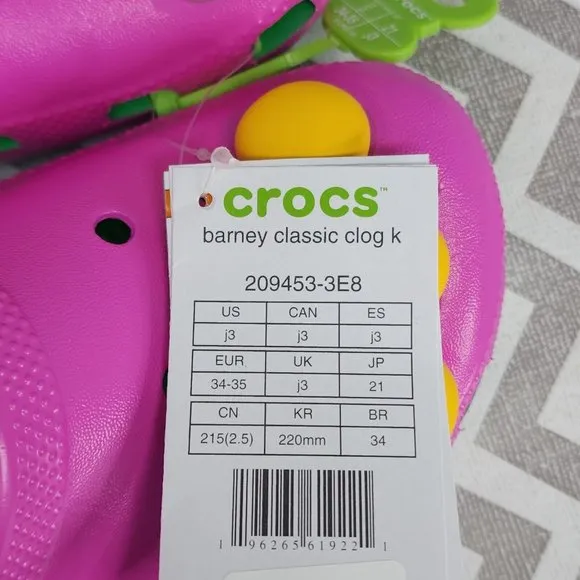 crocs
crocs™
barney classic clog k
209453-3E8
US CAN ES
j3 j3 j3
EUR UK JP
34-35 j3 21
CN KR BR
215(2.5) 220mm 34
1 96265 61922 1